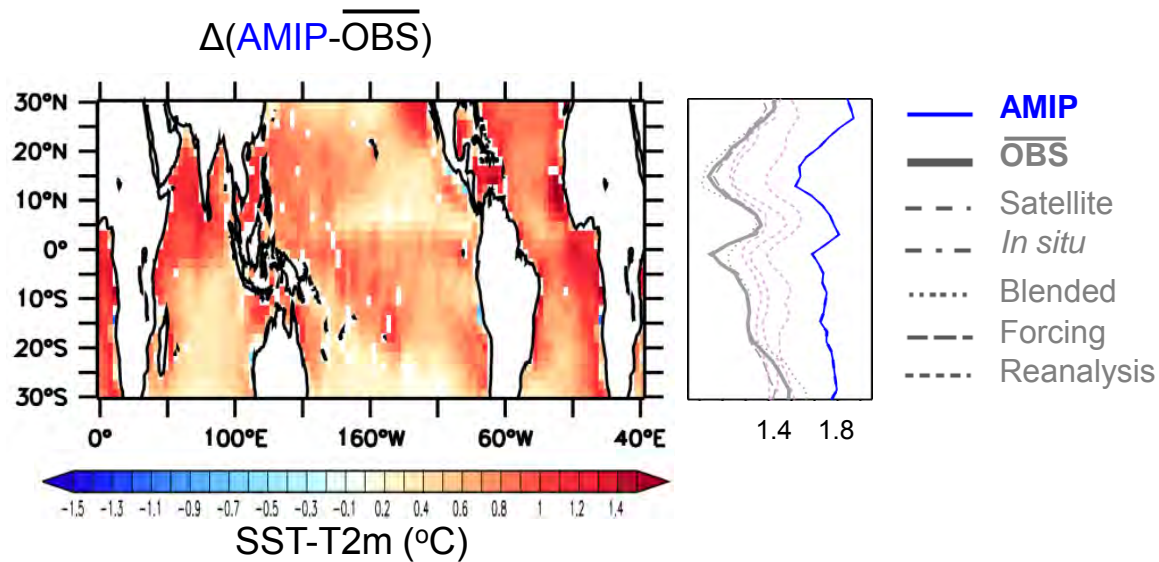 Δ(AMIP-OBS)
30°N
20°N
10°N
0°
10°S
20°S
30°S
0° 100°E 160°W 60°W 40°E
-1.5 -1.3 -1.1 -0.9 -0.7 -0.5 -0.3 -0.1 0.2 0.4 0.6 0.8 1 1.2 1.4
SST-T2m (°C)
1.4 1.8
AMIP
OBS
Satellite
In situ
Blended
Forcing
Reanalysis